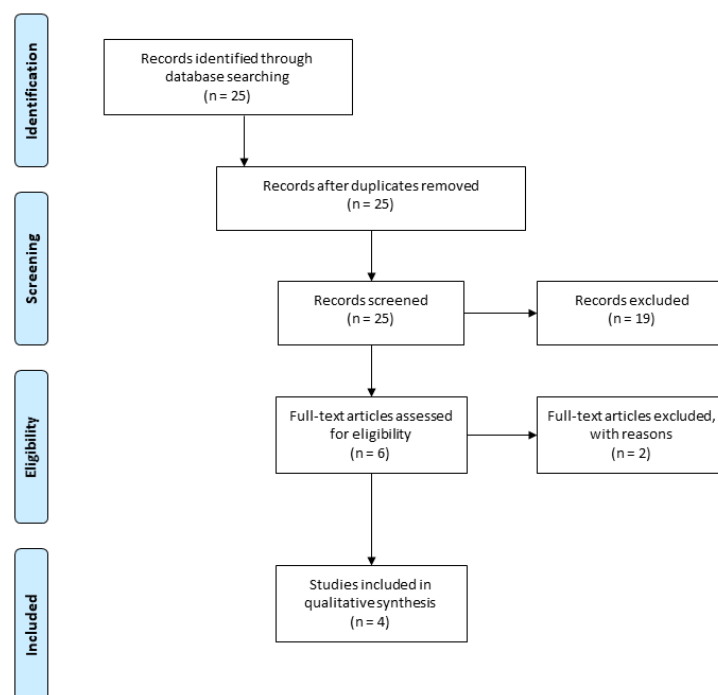 Identification
Records identified through
database searching
(n = 25)
Records after duplicates removed
(n = 25)
Screening
Records screened
(n = 25)
Records excluded
(n = 19)
Eligibility
Full-text articles assessed
for eligibility
(n = 6)
Full-text articles excluded,
with reasons
(n = 2)
Included
Studies included in
qualitative synthesis
(n = 4)